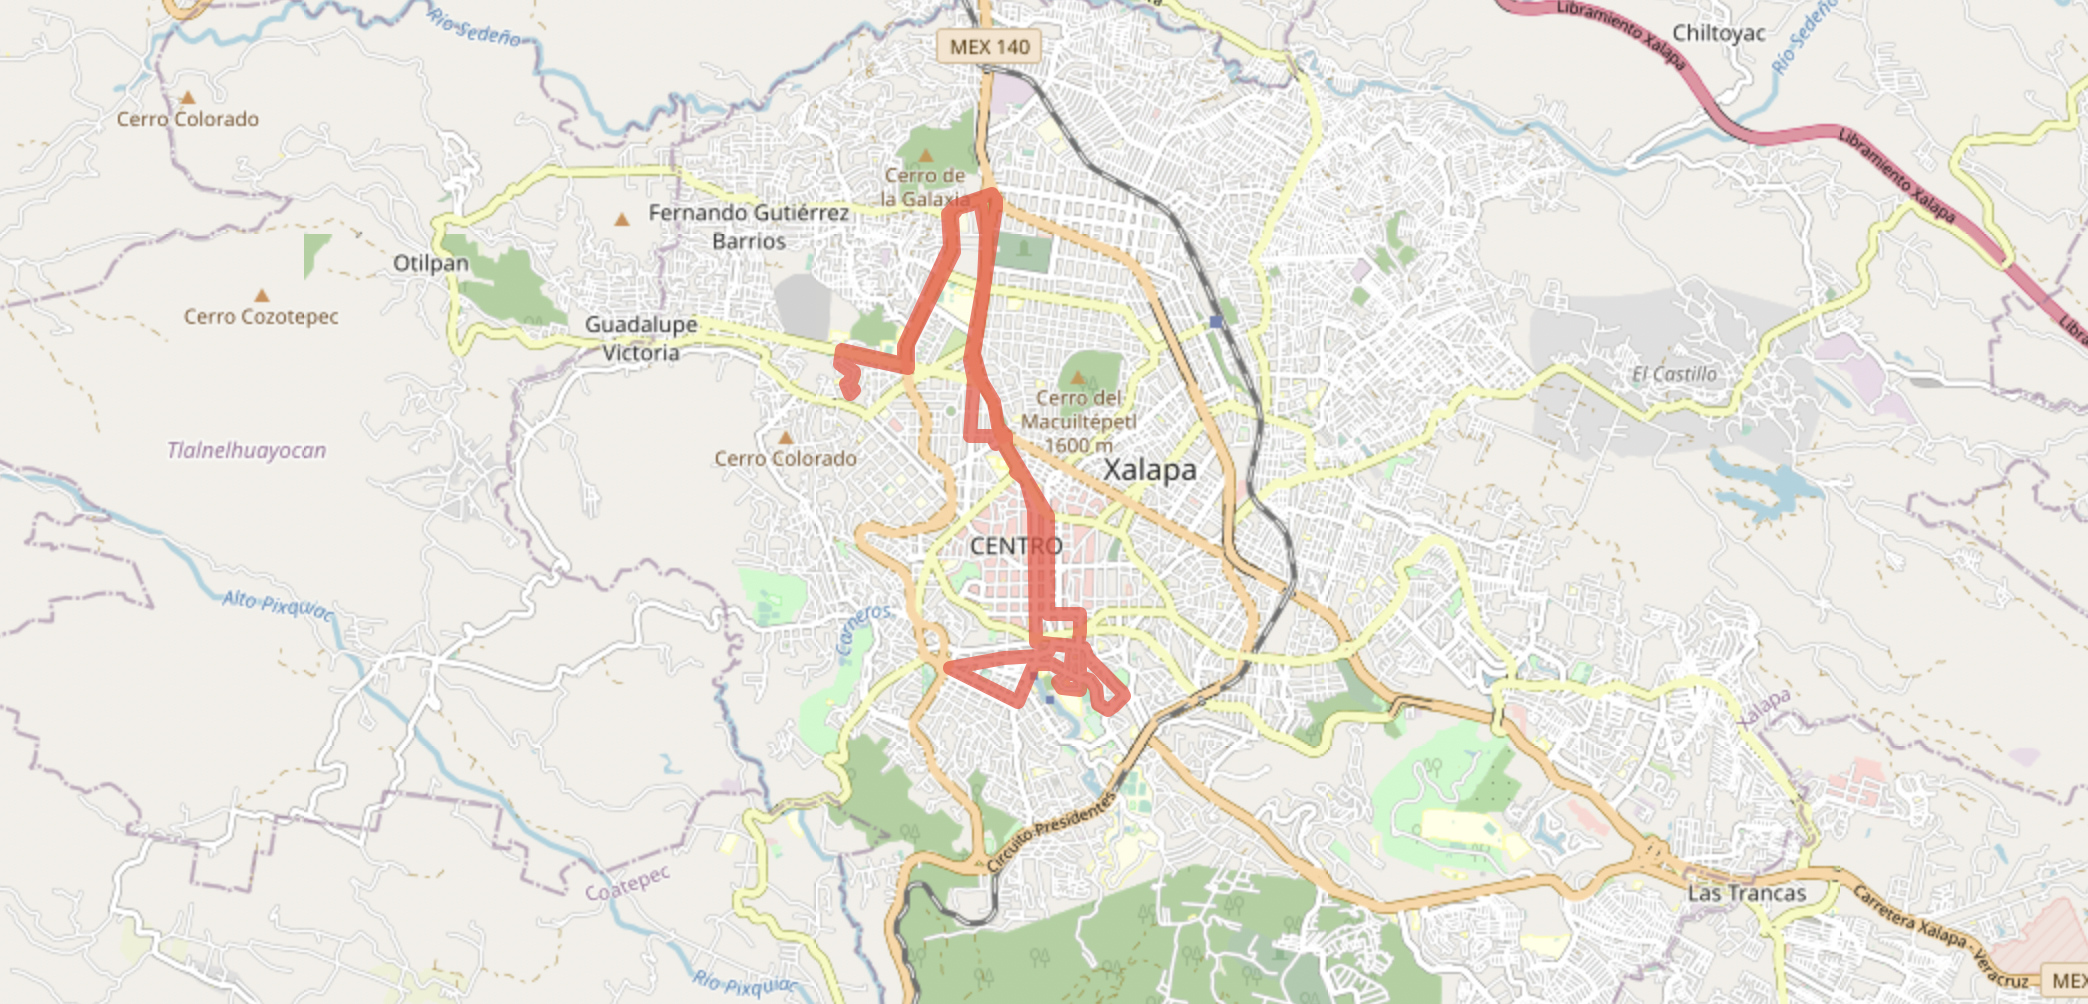 Río Sedeño
ra
MEX 140
Chiltoyac
Libramiento Xalapa
Río Sedeño
Cerro Colorado
Cerro de
la Galaxia
Libramiento Xalapa
Fernando Gutiérrez
Barrios
Otilpan
Cerro Cozotepec
Guadalupe
Victoria
Libra
El Castillo
Cerro del
Macuiltépetl
1600 m
Tlalnelhuayocan
Cerro Colorado
Xalapa
CENTRO
Alto Pixquiac
Carneros
Xalapa
Circuito Presidentes
Coatepec
Las Trancas
Carretera Xalapa - Veracruz
Río Pixquiac
MEX